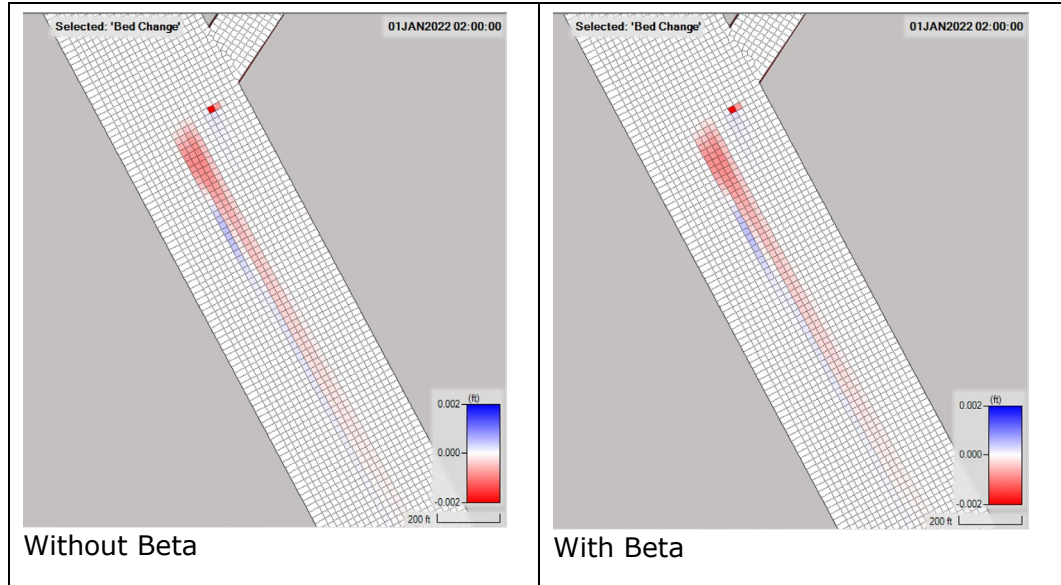 Selected: 'Bed Change'
01JAN2022 02:00:00
(ft)
0.002
0.000
-0.002
200 ft
Without Beta
Selected: 'Bed Change'
01JAN2022 02:00:00
(ft)
0.002
0.000
-0.002
200 ft
With Beta